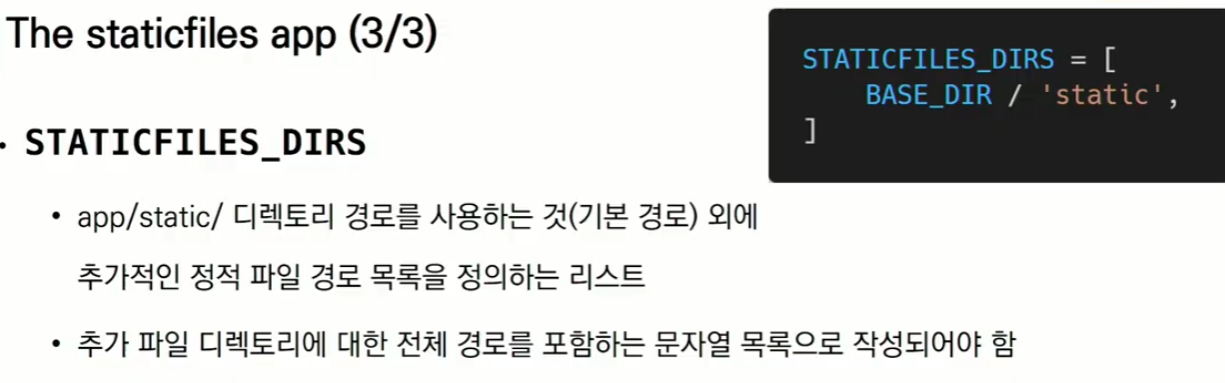 The staticfiles app (3/3)
STATICFILES_DIRS = [
    BASE_DIR / 'static',
]
• STATICFILES_DIRS
• app/static/ 디렉토리 경로를 사용하는 것(기본 경로) 외에
추가적인 정적 파일 경로 목록을 정의하는 리스트
• 추가 파일 디렉토리에 대한 전체 경로를 포함하는 문자열 목록으로 작성되어야 함